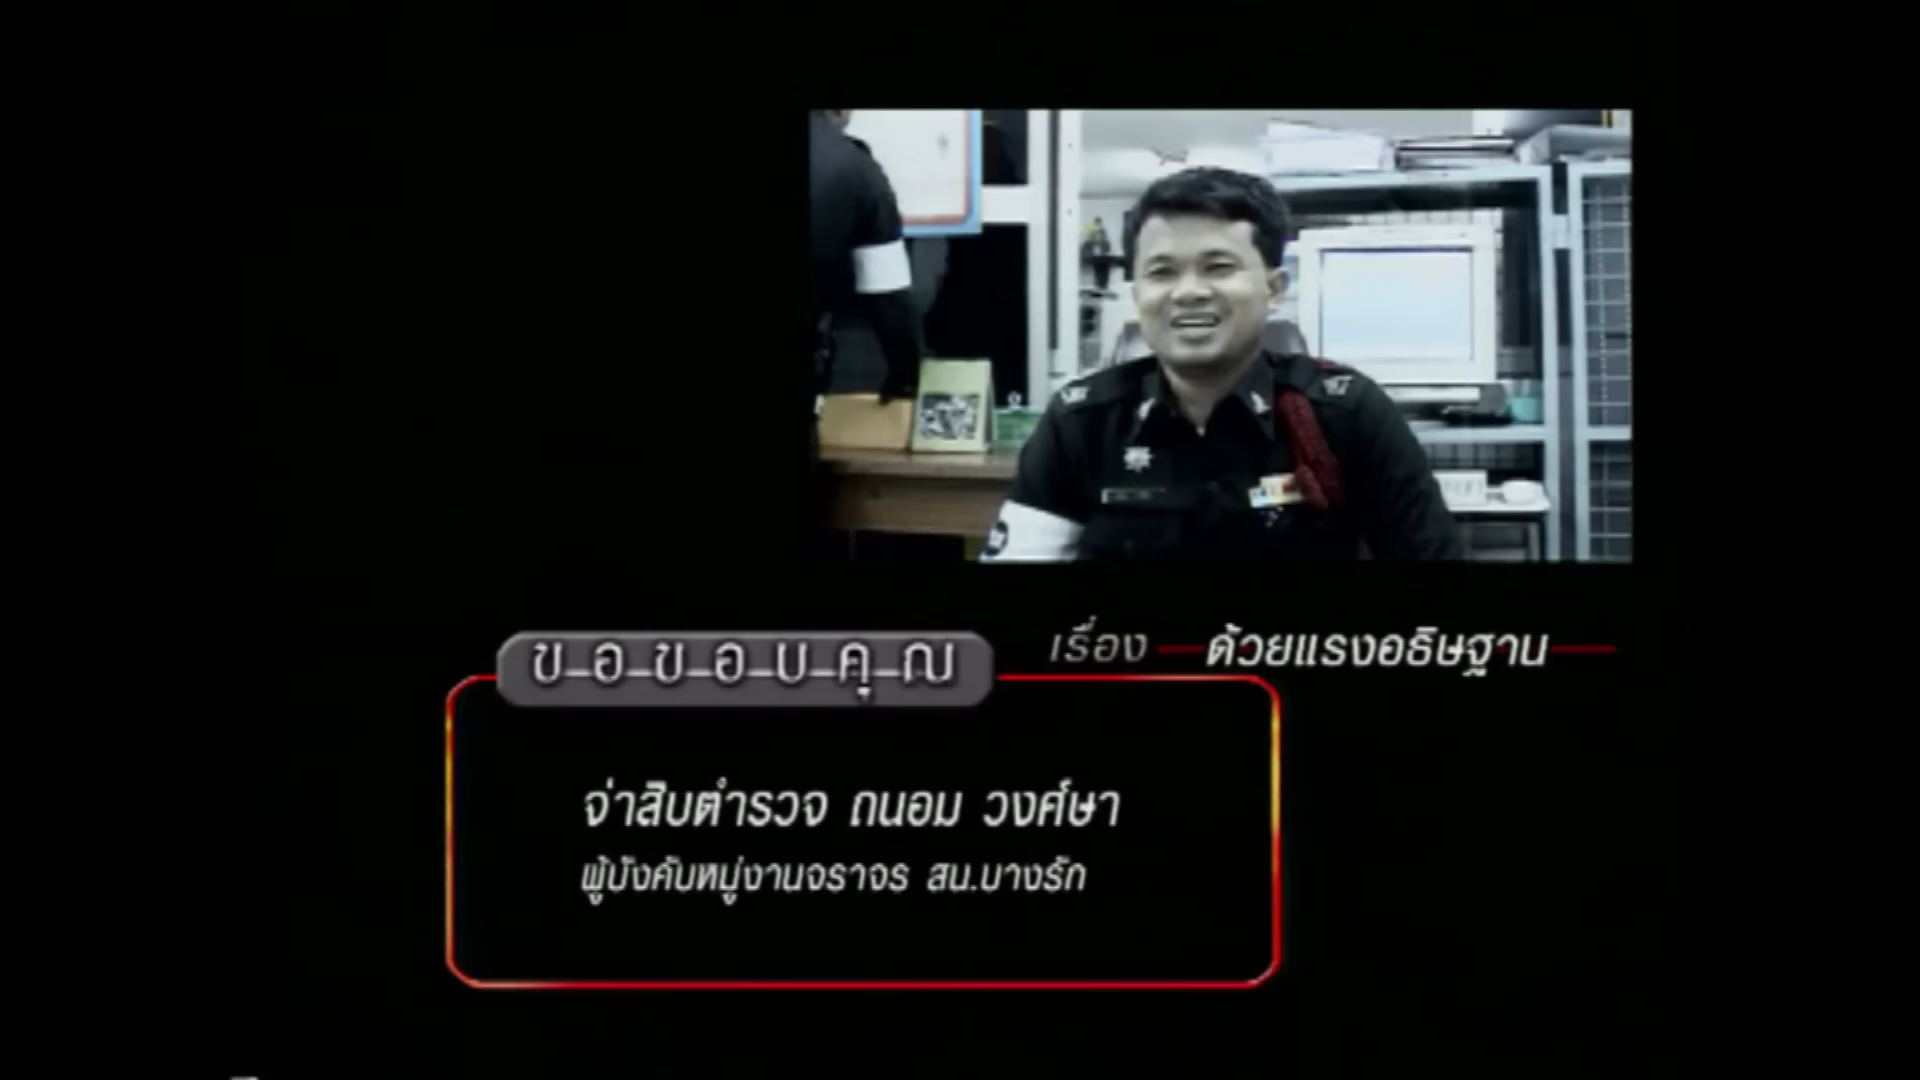 เรื่อง ด้วยแรงอธิษฐาน
ขอขอบคุณ
จ่าสิบตำรวจ ถนอม วงศ์ษา
ผู้บังคับหมู่งานจราจร สน.บางรัก